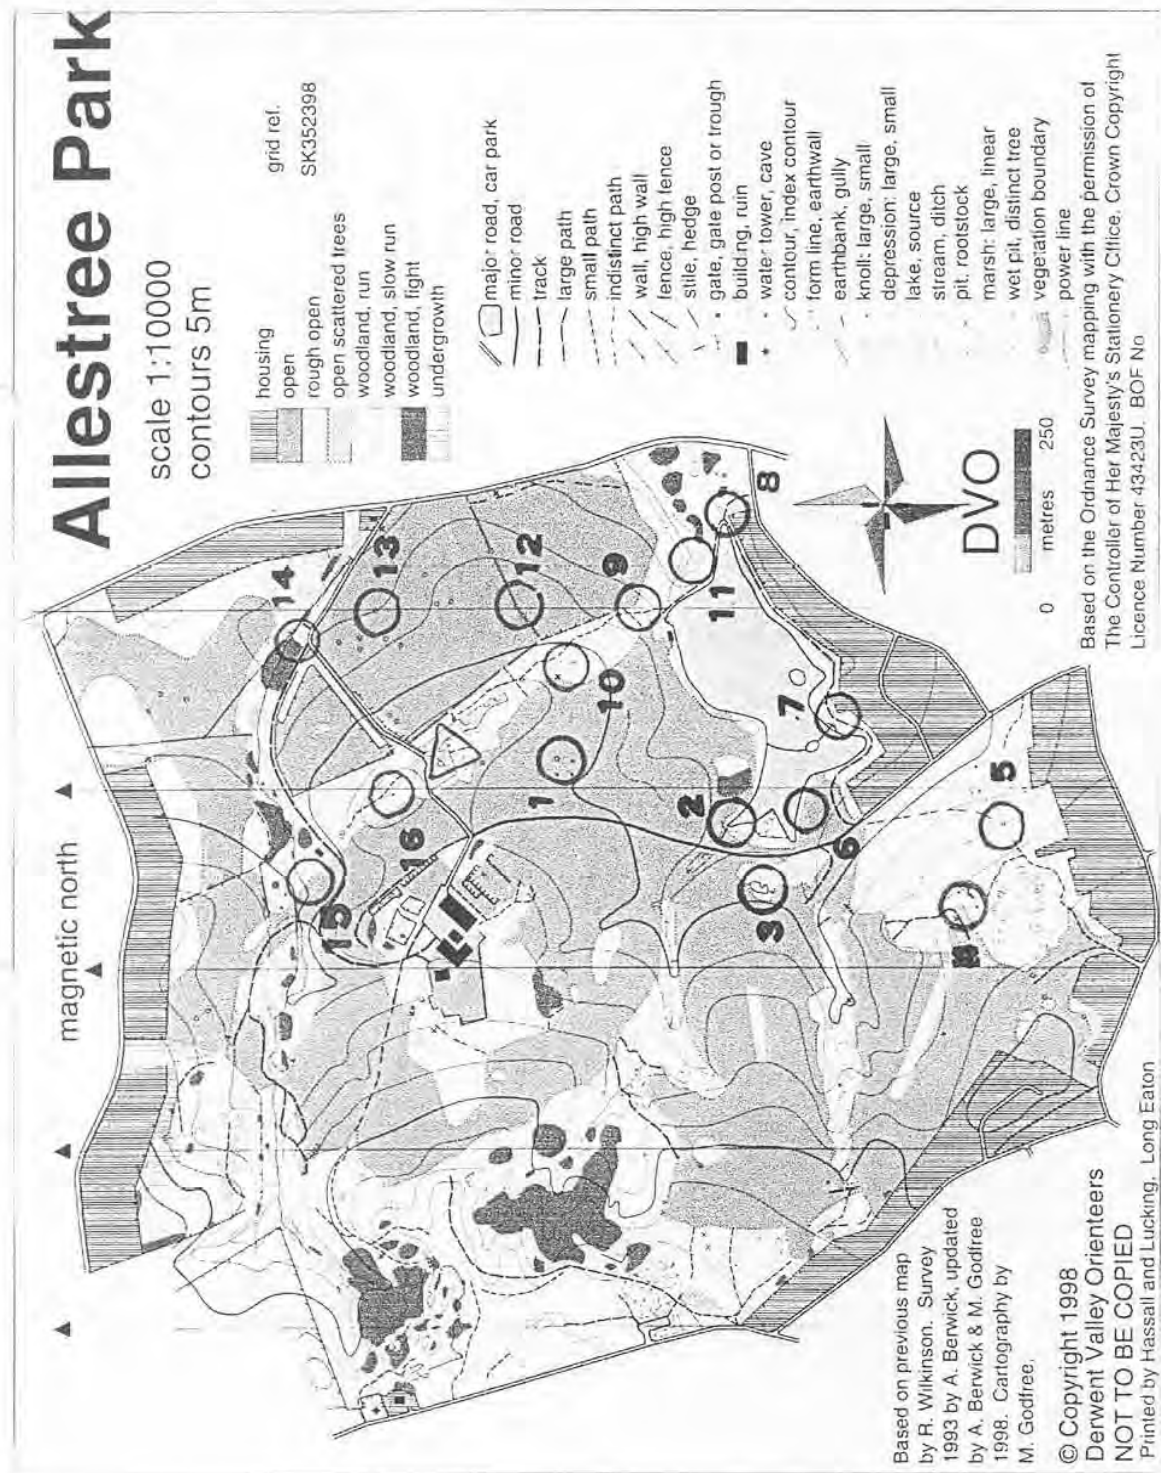 Allestree Park
scale 1:10000
contours 5m
grid ref.
SK352398
housing
open
rough open
open scattered trees
woodland, run
woodland, slow run
woodland, fight
undergrowth
major road, car park
minor road
track
large path
small path
indistinct path
wall, high wall
fence, high fence
stile, hedge
gate, gate post or trough
building, ruin
water tower, cave
contour, index contour
form line, earthwall
earthbank, gully
knoll: large, small
depression: large, small
lake, source
stream, ditch
pit, rootstock
marsh: large, linear
wet pit, distinct tree
vegetation boundary
power line
magnetic north
14
13
12
9
8
11
10
7
1
2
16
15
3
6
5
DVO
0 metres 250
Based on the Ordnance Survey mapping with the permission of
The Controller of Her Majesty's Stationery Office, Crown Copyright
Licence Number 43423U. BOF No
Based on previous map
by R. Wilkinson. Survey
1993 by A. Berwick, updated
by A. Berwick & M. Godfree
1998. Cartography by
M. Godfree.
© Copyright 1998
Derwent Valley Orienteers
NOT TO BE COPIED
Printed by Hassall and Lucking, Long Eaton